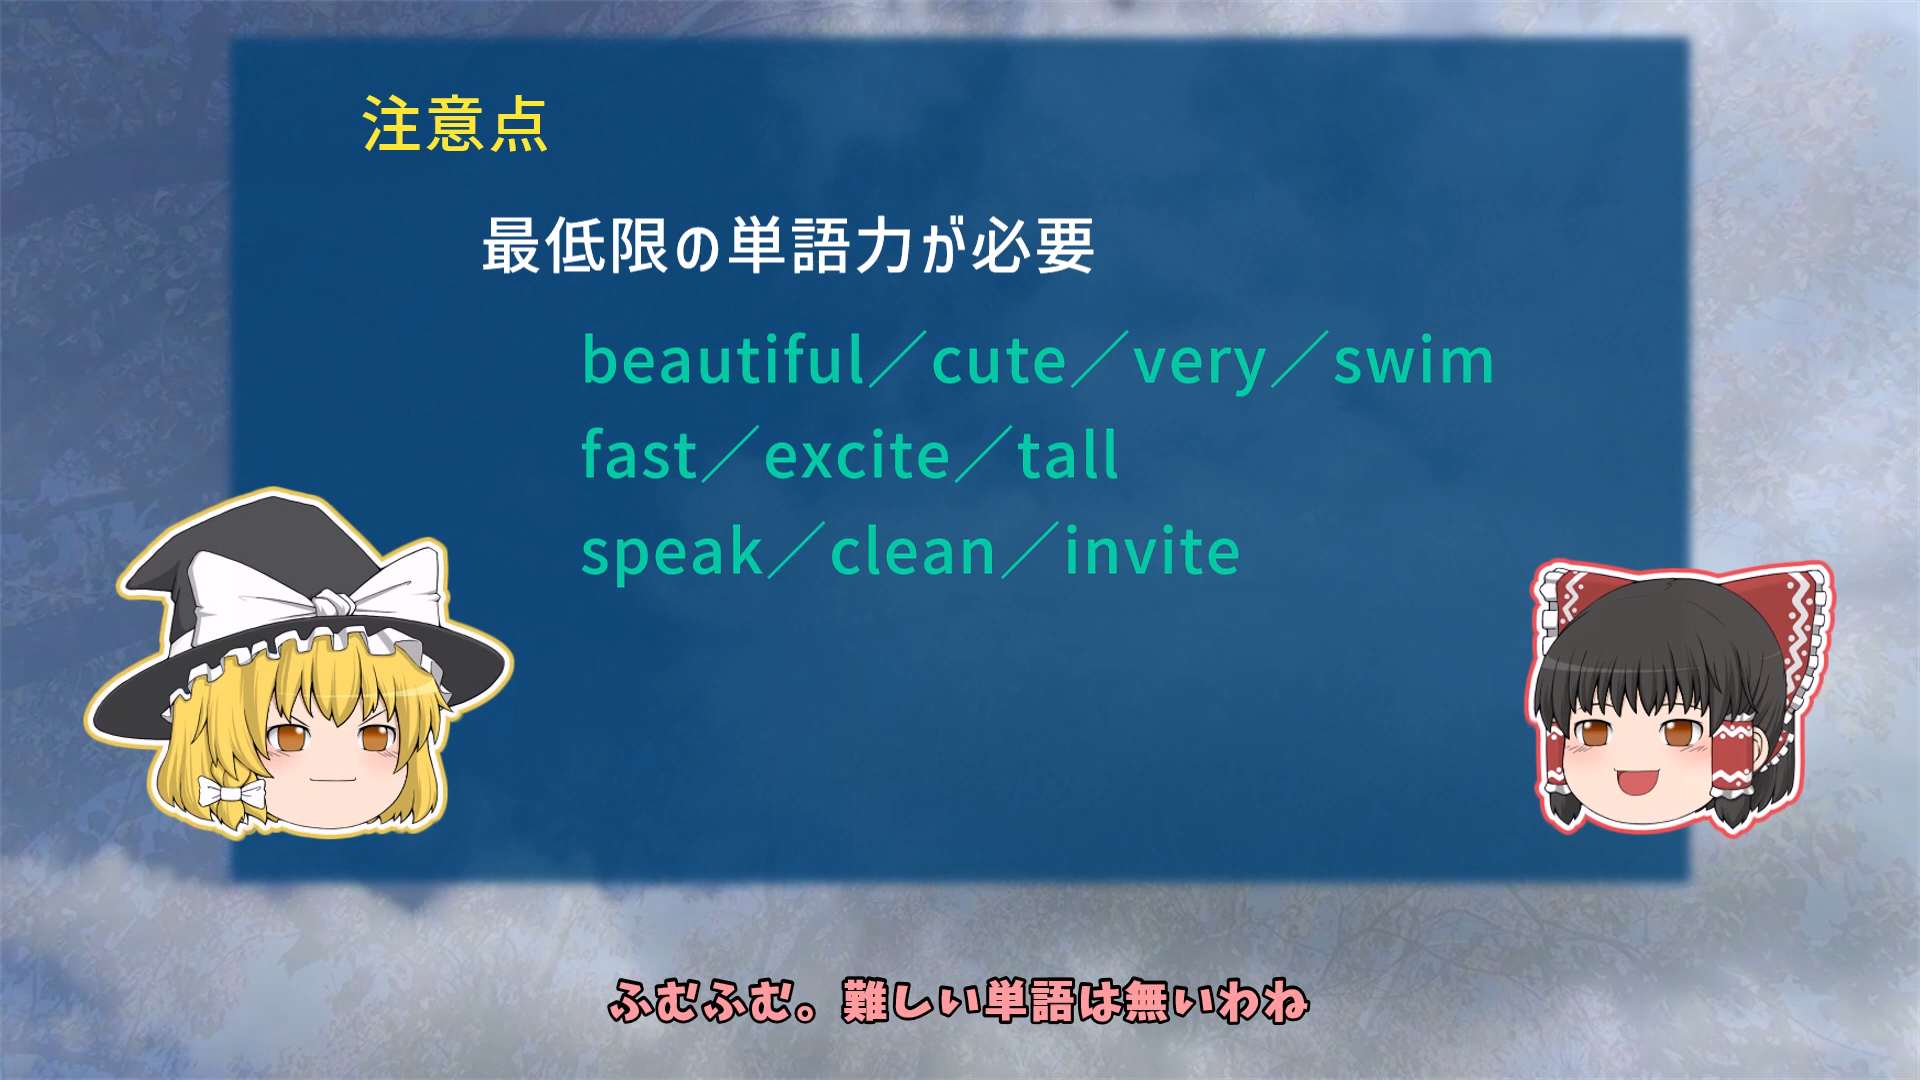 注意点
最低限の単語力が必要
beautiful／cute／very／swim
fast／excite／tall
speak／clean／invite
ふむふむ。難しい単語は無いわね